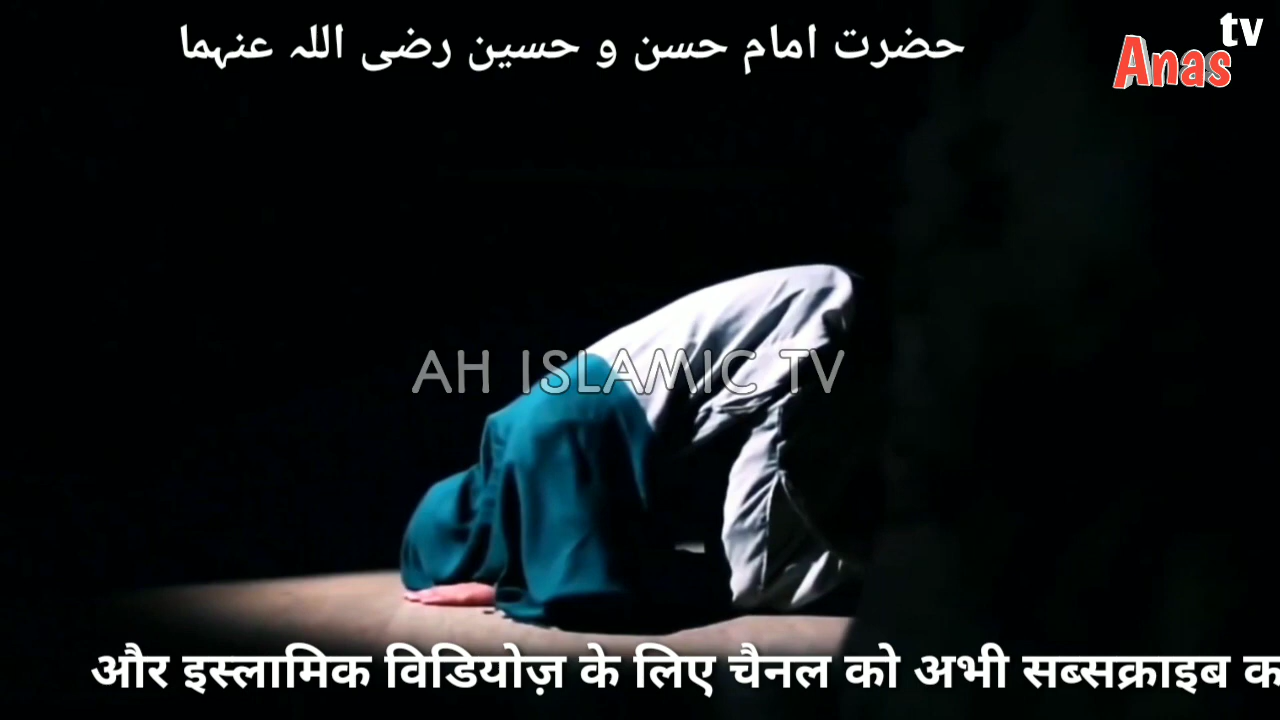 حضرت امام حسن و حسین رضی اللہ عنہما
tv
Anas
AH ISLAMIC TV
और इस्लामिक विडियोज़ के लिए चैनल को अभी सब्सक्राइब क